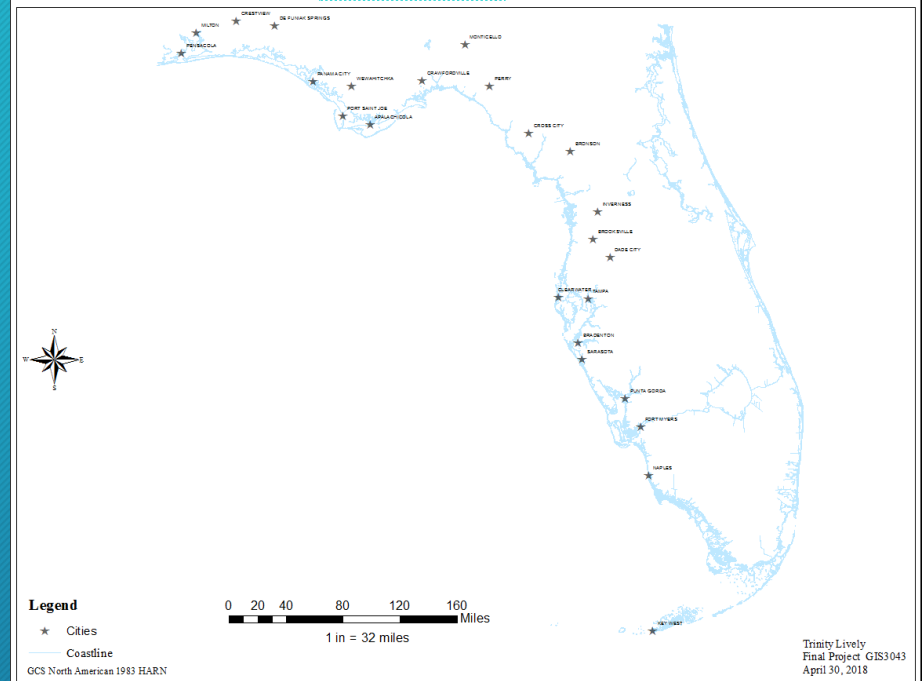 CRESTVIEW
DE FUNIAK SPRINGS
MILTON
MONTICELLO
PENSACOLA
PANAMA CITY
WEWAHITCHKA
CRAWFORDVILLE
PERRY
PORT SAINT JOE
APALACHICOLA
CROSS CITY
BRONSON
INVERNESS
BROOKSVILLE
DADE CITY
CLEARWATER
TAMPA
N
W
E
S
BRADENTON
SARASOTA
PUNTA GORDA
FORT MYERS
NAPLES
KEY WEST
Legend
Cities
Coastline
GCS North American 1983 HARN
0 20 40 80 120 160
Miles
1 in = 32 miles
Trinity Lively
Final Project GIS3043
April 30, 2018